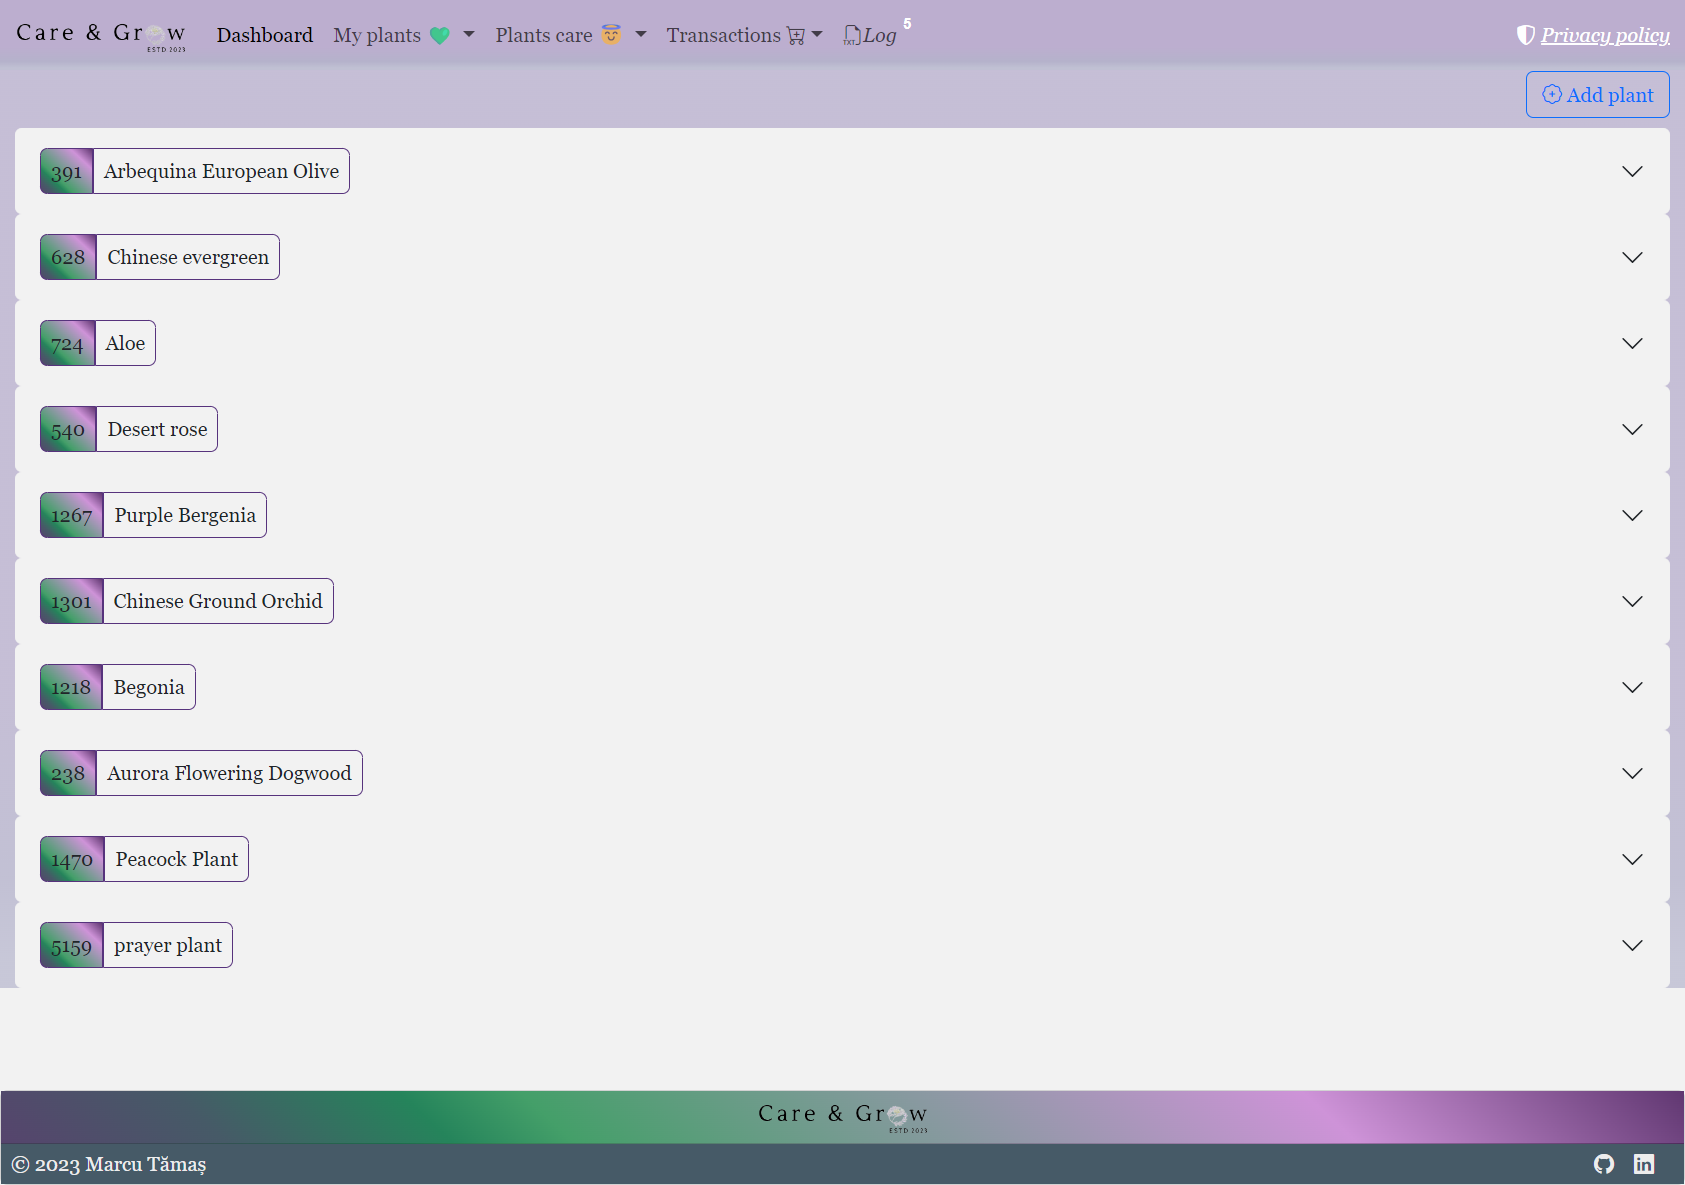 Care & Grow Dashboard My plants 💚 Plants care 😇 Transactions Log 5 Privacy policy
ESTD 2023
Add plant
391 Arbequina European Olive
628 Chinese evergreen
724 Aloe
540 Desert rose
1267 Purple Bergenia
1301 Chinese Ground Orchid
1218 Begonia
238 Aurora Flowering Dogwood
1470 Peacock Plant
5159 prayer plant
Care & Grow
ESTD 2023
© 2023 Marcu Tămaș